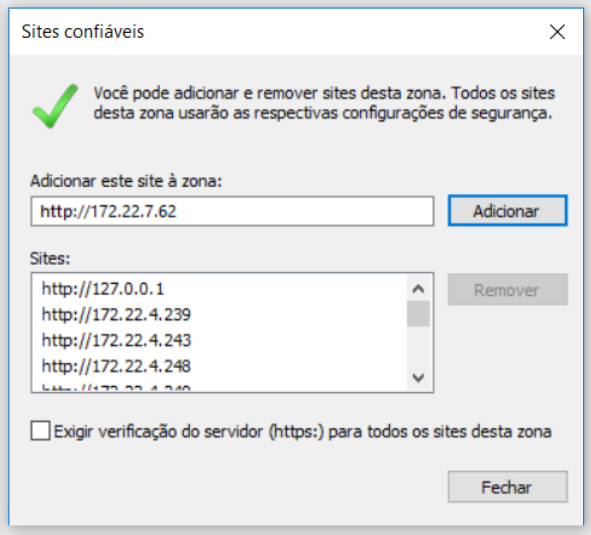 Sites confiáveis
Você pode adicionar e remover sites desta zona. Todos os sites
desta zona usarão as respectivas configurações de segurança.
Adicionar este site à zona:
http://172.22.7.62
Adicionar
Sites:
http://127.0.0.1
Remover
http://172.22.4.239
http://172.22.4.243
http://172.22.4.248
Exigir verificação do servidor (https:) para todos os sites desta zona
Fechar